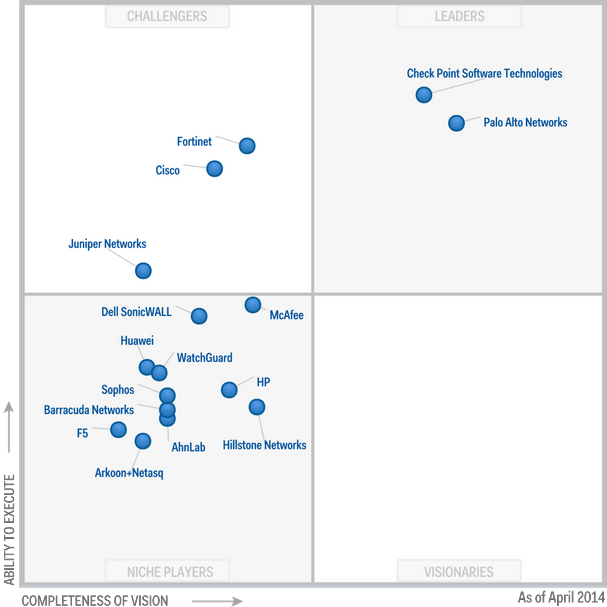 CHALLENGERS
LEADERS
Check Point Software Technologies
Palo Alto Networks
Fortinet
Cisco
Juniper Networks
Dell SonicWALL
McAfee
Huawei
WatchGuard
HP
Sophos
Barracuda Networks
F5
AhnLab
Hillstone Networks
Arkoon+Netasq
NICHE PLAYERS
VISIONARIES
ABILITY TO EXECUTE
COMPLETENESS OF VISION
As of April 2014